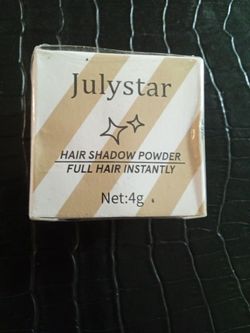 Julystar
HAIR SHADOW POWDER
FULL HAIR INSTANTLY
Net:4g